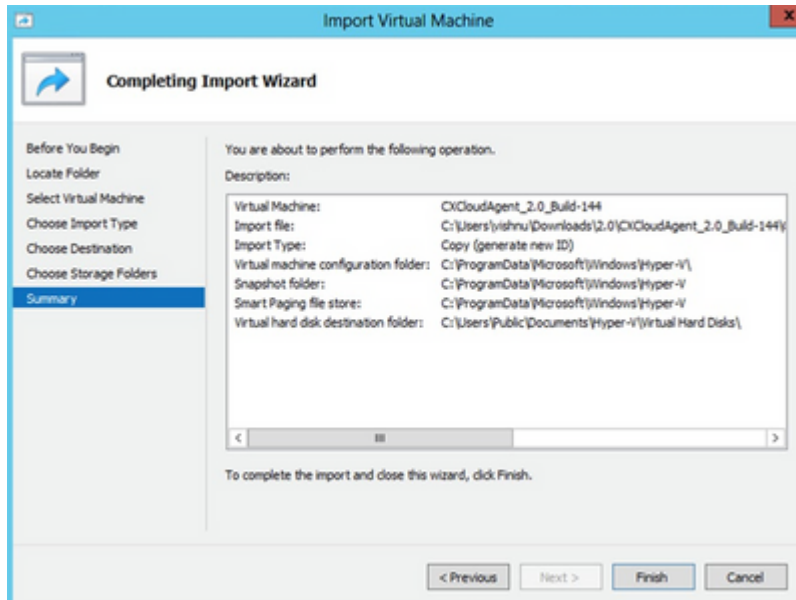 Import Virtual Machine
x
Completing Import Wizard
Before You Begin
Locate Folder
Select Virtual Machine
Choose Import Type
Choose Destination
Choose Storage Folders
Summary
You are about to perform the following operation.
Description:
Virtual Machine: CXCloudAgent_2.0_Build-144
Import file: C:\Users\vishnu\Downloads\2.0\CXCloudAgent_2.0_Build-144\
Import Type: Copy (generate new ID)
Virtual machine configuration folder: C:\ProgramData\Microsoft\Windows\Hyper-V\
Snapshot folder: C:\ProgramData\Microsoft\Windows\Hyper-V
Smart Paging file store: C:\ProgramData\Microsoft\Windows\Hyper-V
Virtual hard disk destination folder: C:\Users\Public\Documents\Hyper-V\Virtual Hard Disks\
To complete the import and close this wizard, click Finish.
< Previous Next > Finish Cancel